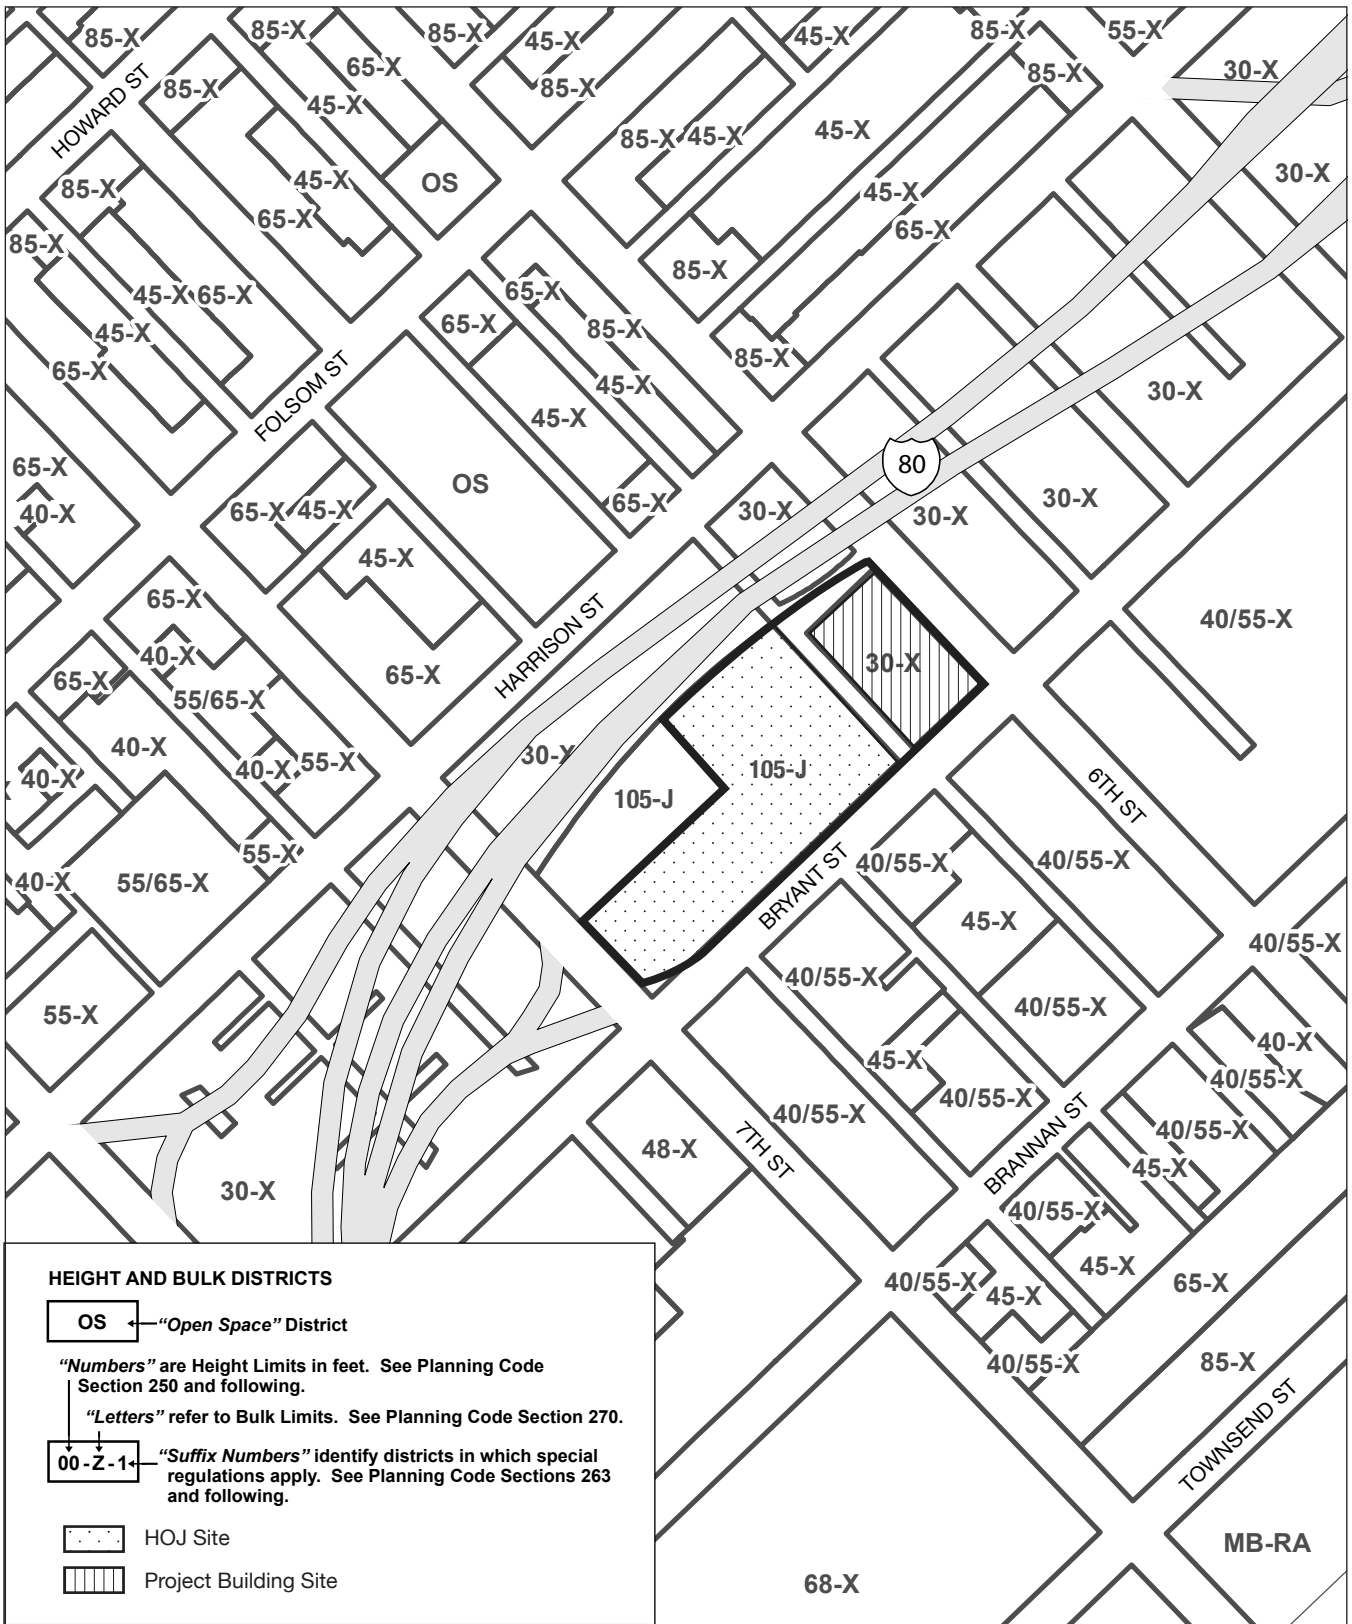 85-X
85-X
85-X
45-X
45-X
85-X
55-X
HOWARD ST
65-X
30-X
85-X
85-X
85-X
45-X
85-X
45-X
45-X
45-X
OS
30-X
85-X
45-X
65-X
65-X
85-X
85-X
45-X
65-X
65-X
65-X
85-X
45-X
85-X
65-X
FOLSOM ST
45-X
30-X
45-X
65-X
80
OS
30-X
40-X
65-X
45-X
65-X
30-X
30-X
45-X
65-X
HARRISON ST
40/55-X
40-X
30-X
65-X
65-X
55/65-X
40-X
30-X
40-X
40-X
55-X
105-J
105-J
6TH ST
55-X
BRYANT ST
40/55-X
40/55-X
40-X
55/65-X
45-X
40/55-X
40/55-X
40/55-X
55-X
40-X
45-X
40/55-X
40/55-X
40/55-X
40/55-X
48-X
7TH ST
BRANNAN ST
45-X
30-X
40/55-X
45-X
40/55-X
45-X
65-X
40/55-X
85-X
TOWNSEND ST
MB-RA
68-X
HEIGHT AND BULK DISTRICTS
OS
“Open Space” District
“Numbers” are Height Limits in feet. See Planning Code
Section 250 and following.
“Letters” refer to Bulk Limits. See Planning Code Section 270.
00 - Z - 1
“Suffix Numbers” identify districts in which special
regulations apply. See Planning Code Sections 263
and following.
HOJ Site
Project Building Site